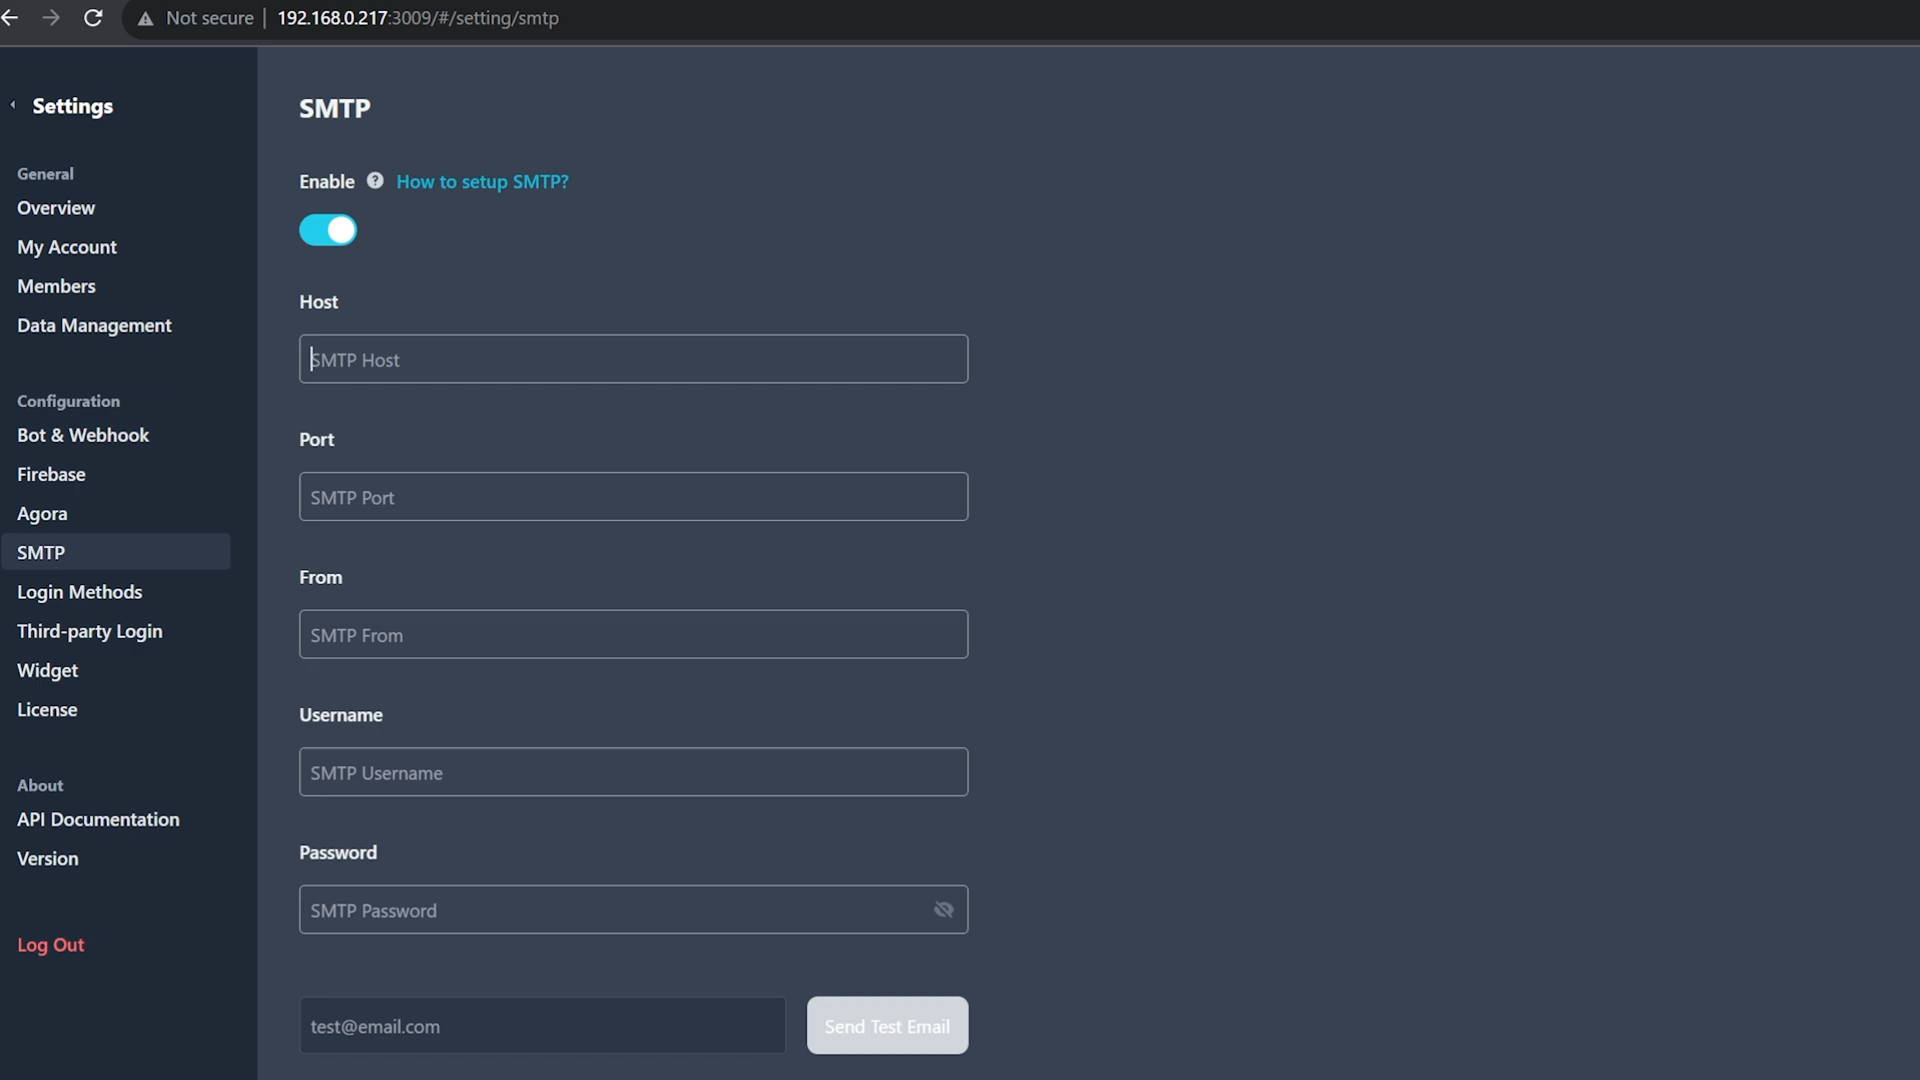 Not secure | 192.168.0.217:3009/#/setting/smtp
Settings
General
Overview
My Account
Members
Data Management
Configuration
Bot & Webhook
Firebase
Agora
SMTP
Login Methods
Third-party Login
Widget
License
About
API Documentation
Version
Log Out
SMTP
Enable ? How to setup SMTP?
Host
SMTP Host
Port
SMTP Port
From
SMTP From
Username
SMTP Username
Password
SMTP Password
test@email.com
Send Test Email